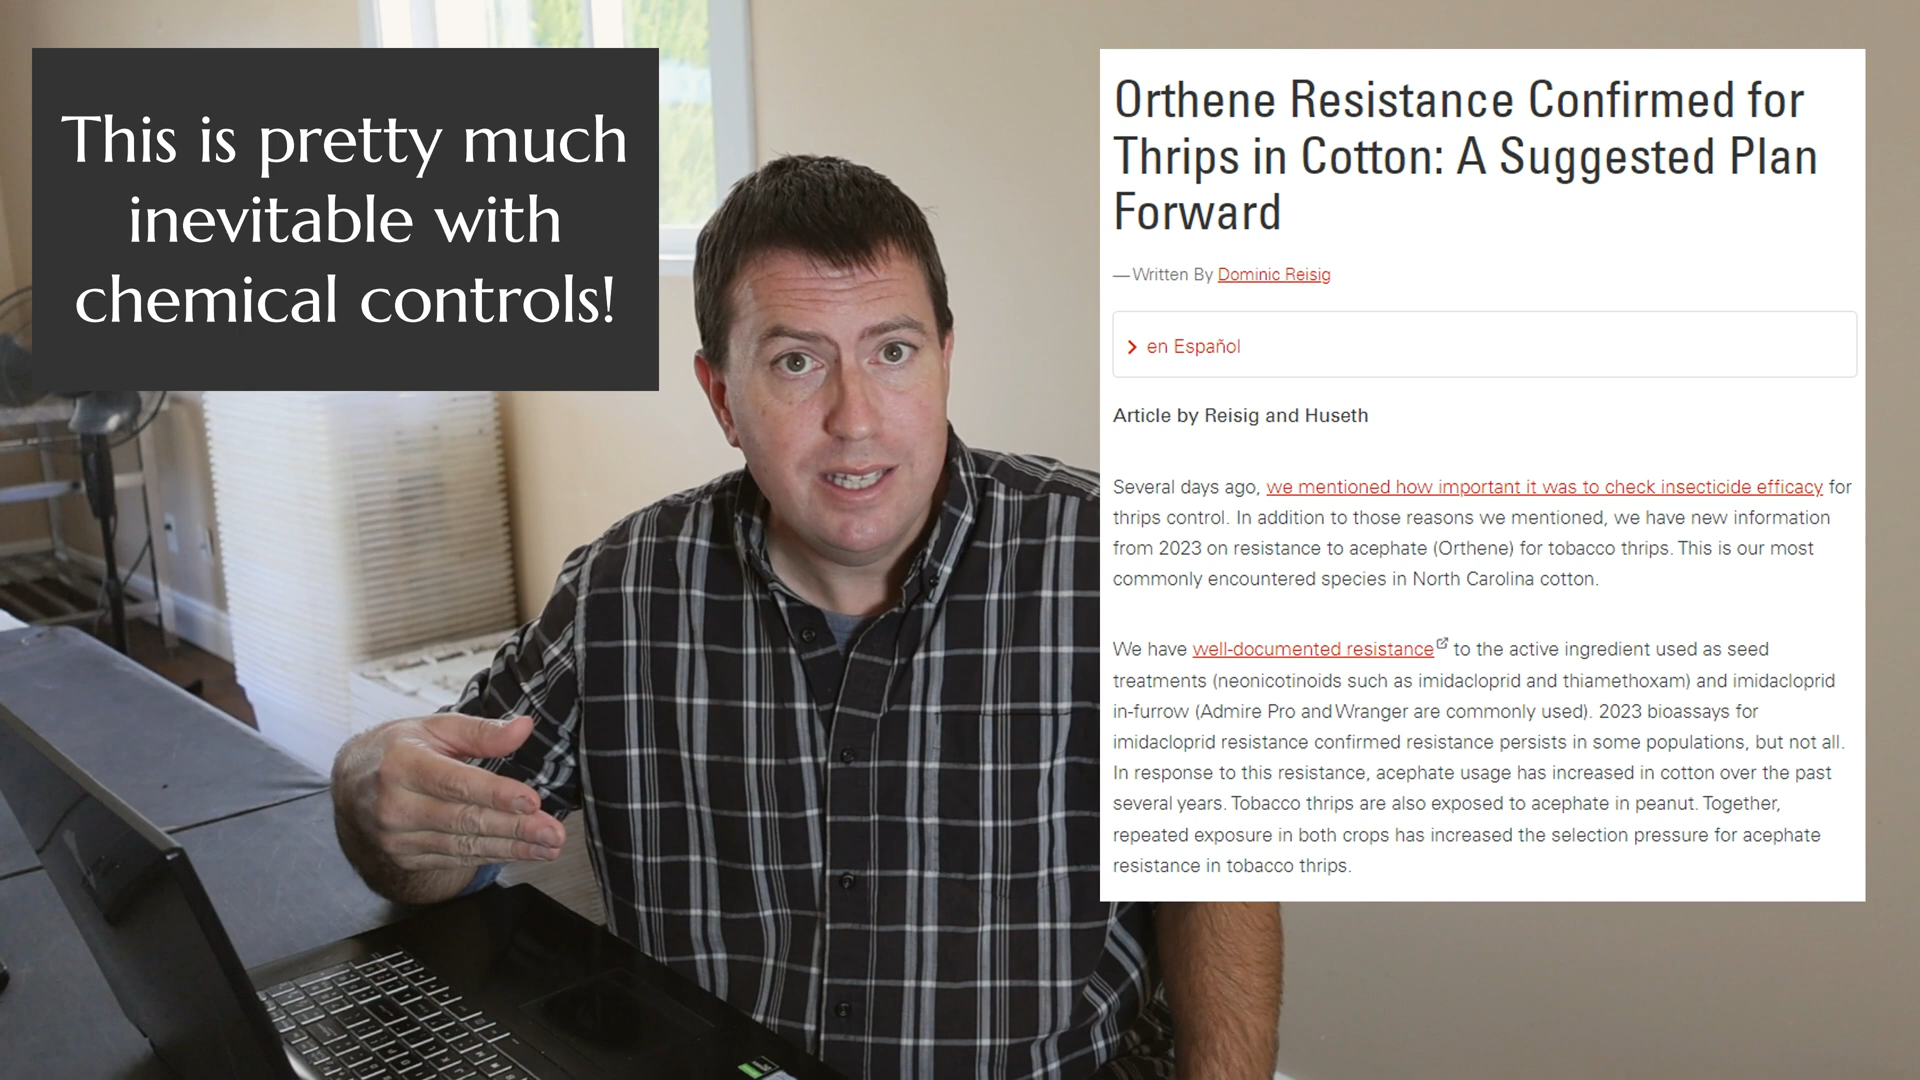 This is pretty much
inevitable with
chemical controls!
Orthene Resistance Confirmed for
Thrips in Cotton: A Suggested Plan
Forward
— Written By Dominic Reisig
en Español
Article by Reisig and Huseth
Several days ago, we mentioned how important it was to check insecticide efficacy for
thrips control. In addition to those reasons we mentioned, we have new information
from 2023 on resistance to acephate (Orthene) for tobacco thrips. This is our most
commonly encountered species in North Carolina cotton.
We have well-documented resistance to the active ingredient used as seed
treatments (neonicotinoids such as imidacloprid and thiamethoxam) and imidacloprid
in-furrow (Admire Pro and Wranger are commonly used). 2023 bioassays for
imidacloprid resistance confirmed resistance persists in some populations, but not all.
In response to this resistance, acephate usage has increased in cotton over the past
several years. Tobacco thrips are also exposed to acephate in peanut. Together,
repeated exposure in both crops has increased the selection pressure for acephate
resistance in tobacco thrips.